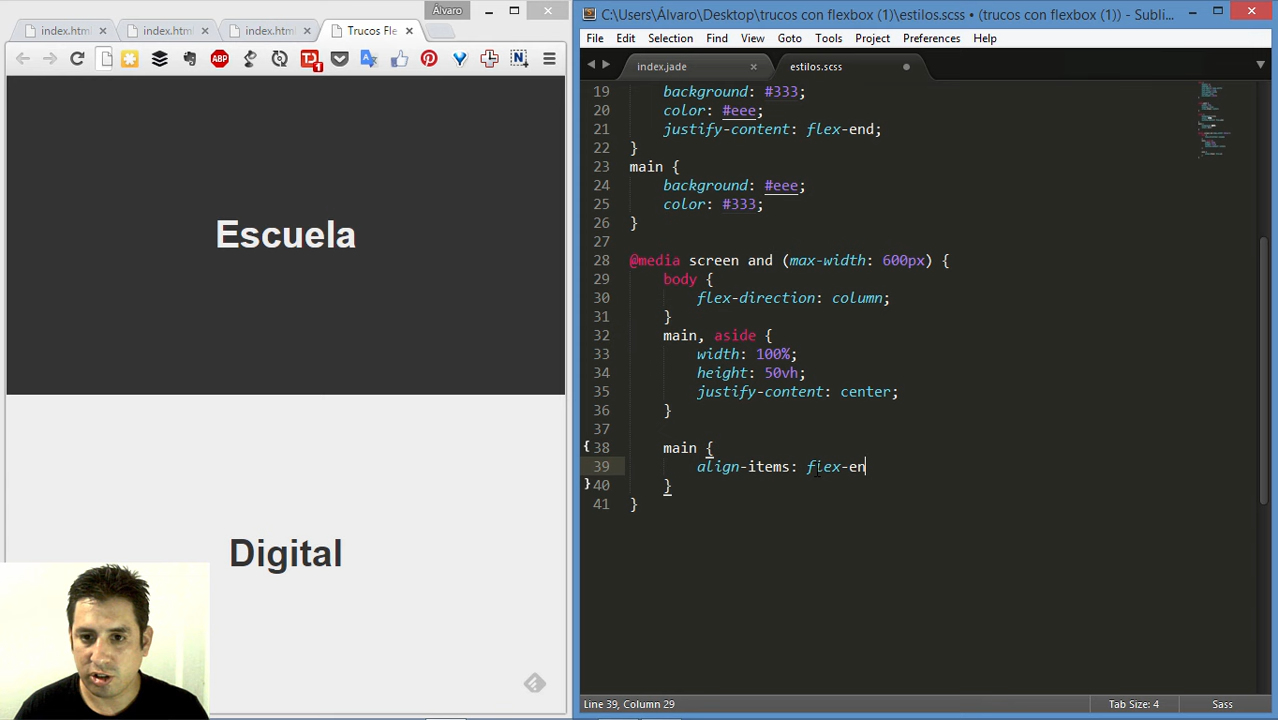 Álvaro
index.html
index.html
index.html
Trucos Fle
ABP
TD
1
N
Escuela
Digital
C:\Users\Álvaro\Desktop\trucos con flexbox (1)\estilos.scss • (trucos con flexbox (1)) - Sublim...
File Edit Selection Find View Goto Tools Project Preferences Help
index.jade
estilos.scss
19 background: #333;
20 color: #eee;
21 justify-content: flex-end;
22 }
23 main {
24 background: #eee;
25 color: #333;
26 }
27
28 @media screen and (max-width: 600px) {
29 body {
30 flex-direction: column;
31 }
32 main, aside {
33 width: 100%;
34 height: 50vh;
35 justify-content: center;
36 }
37
38 main {
39 align-items: flex-en
40 }
41 }
Line 39, Column 29
Tab Size: 4
Sass